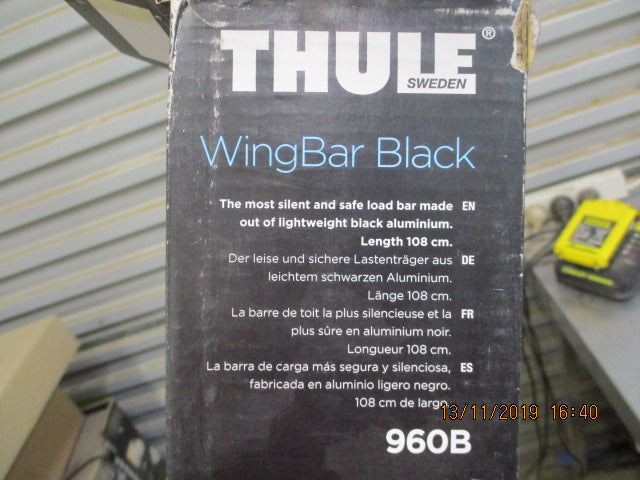 THULE®
SWEDEN
WingBar Black
The most silent and safe load bar made EN
out of lightweight black aluminium.
Length 108 cm.
Der leise und sichere Lastenträger aus DE
leichtem schwarzen Aluminium.
Länge 108 cm.
La barre de toit la plus silencieuse et la FR
plus sûre en aluminium noir.
Longueur 108 cm.
La barra de carga más segura y silenciosa, ES
fabricada en aluminio ligero negro.
108 cm de largo.
13/11/2019 16:40
960B